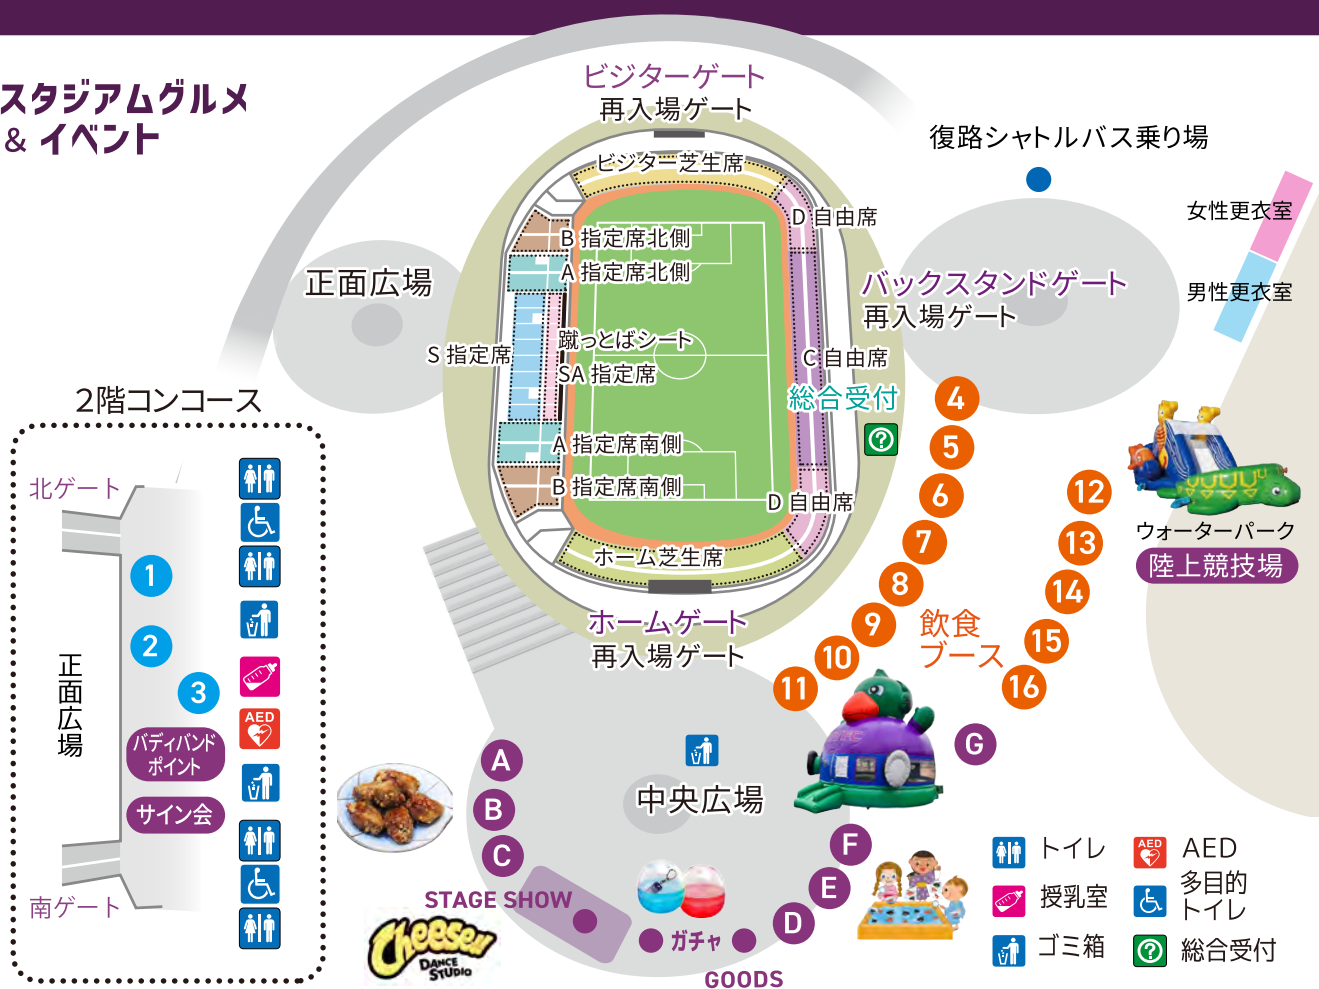 スタジアムグルメ
& イベント
ビジターゲート
再入場ゲート
ビジター芝生席
復路シャトルバス乗り場
女性更衣室
男性更衣室
D 自由席
B 指定席北側
A 指定席北側
正面広場
バックスタンドゲート
再入場ゲート
蹴っとばシート
S 指定席
SA 指定席
C 自由席
総合受付
A 指定席南側
B 指定席南側
D 自由席
ホーム芝生席
ホームゲート
再入場ゲート
4
5
6
7
8
9
10
11
12
13
14
15
16
飲食
ブース
ウォーターパーク
陸上競技場
2階コンコース
北ゲート
1
2
3
正面広場
バディバンド
ポイント
サイン会
南ゲート
AED
A
B
C
中央広場
G
F
E
D
STAGE SHOW
Cheese!!
DANCE
STUDIO
ガチャ
GOODS
トイレ
AED
AED
授乳室
多目的
トイレ
ゴミ箱
総合受付